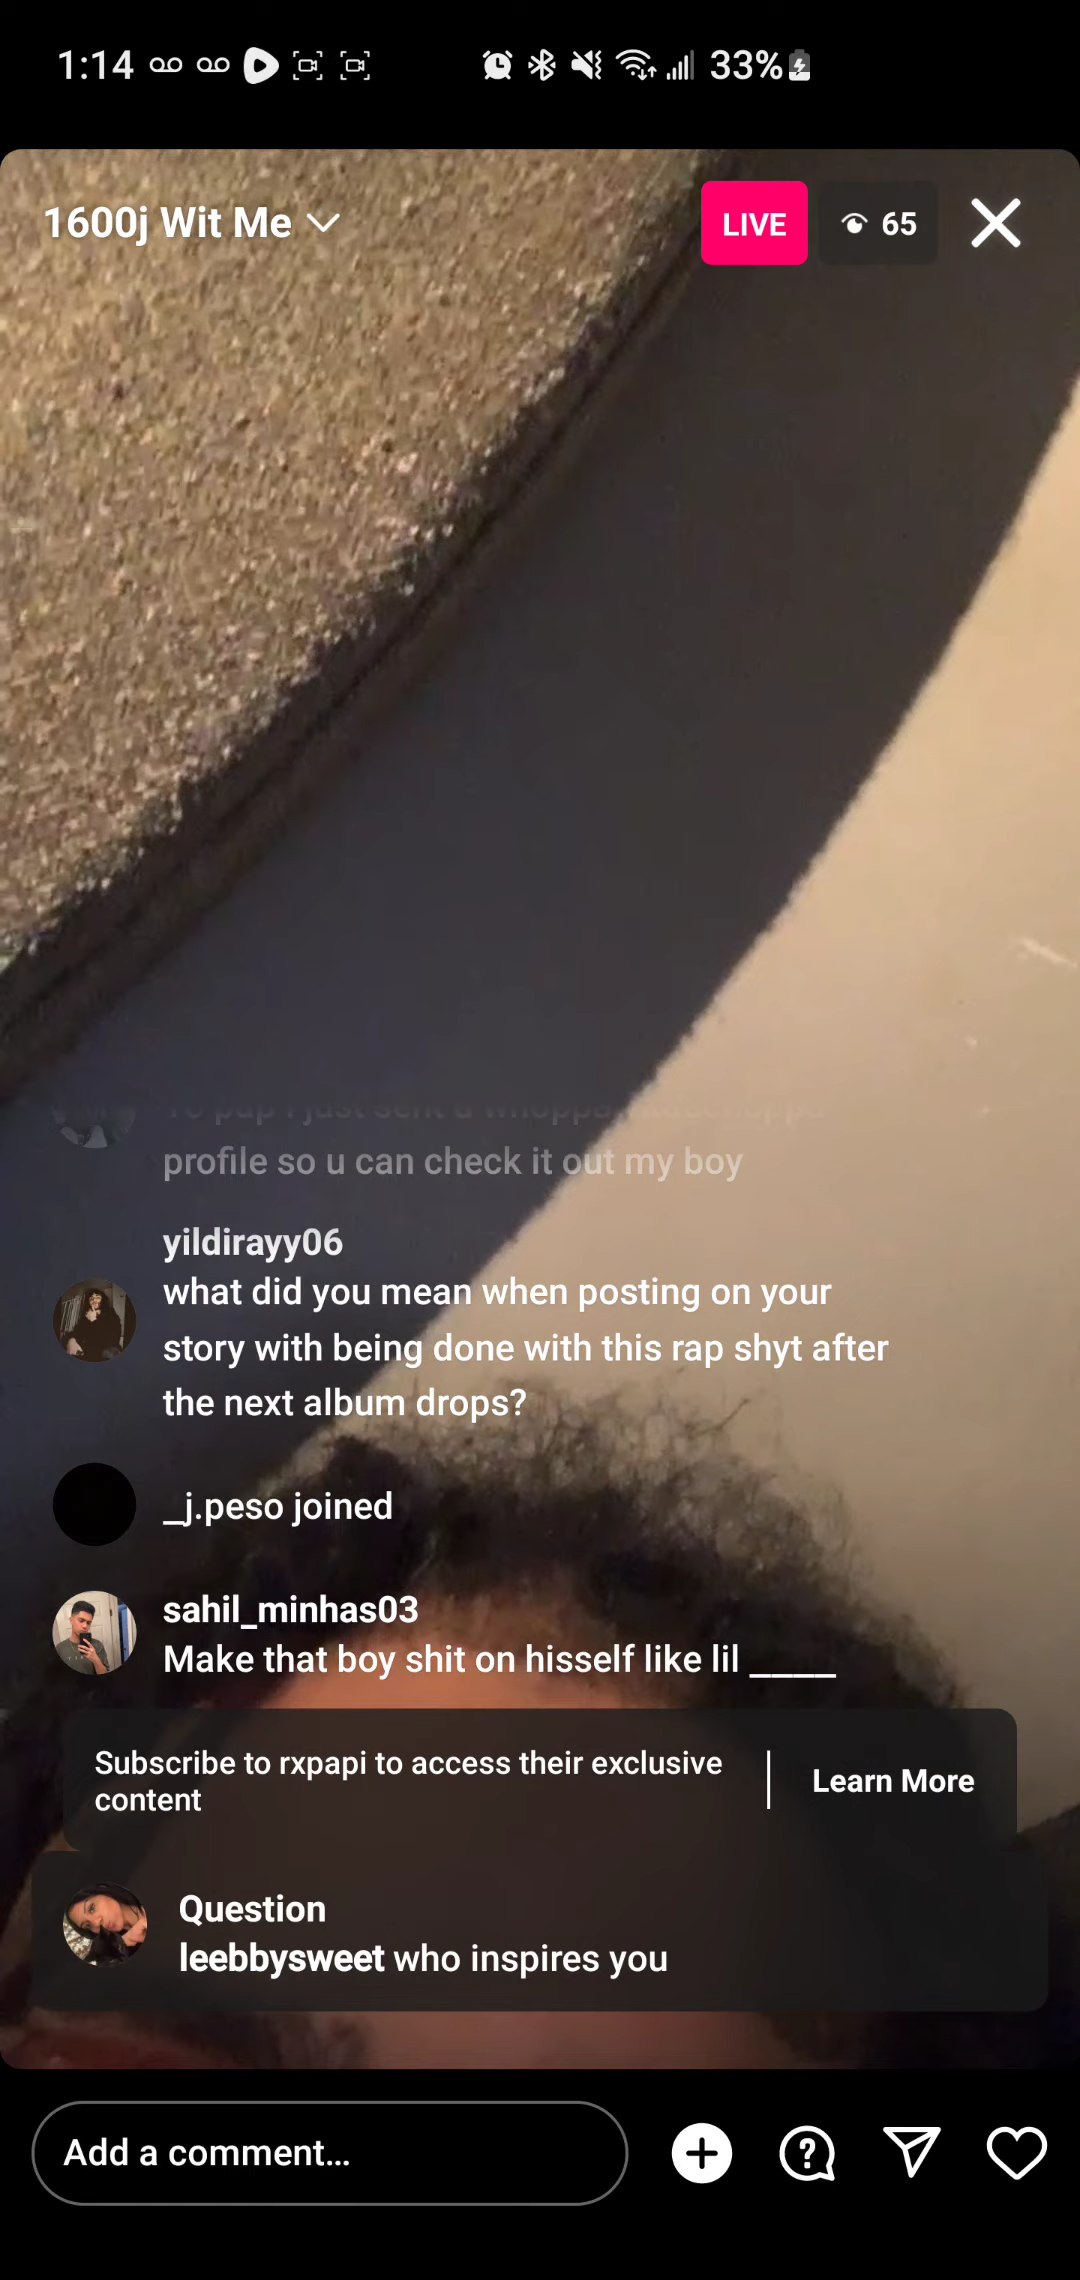 1:14
33%
1600j Wit Me
LIVE
65
profile so u can check it out my boy
yildirayy06
what did you mean when posting on your
story with being done with this rap shyt after
the next album drops?
_j.peso joined
sahil_minhas03
Make that boy shit on hisself like lil ____
Subscribe to rxpapi to access their exclusive
content
Learn More
Question
leebbysweet who inspires you
Add a comment...